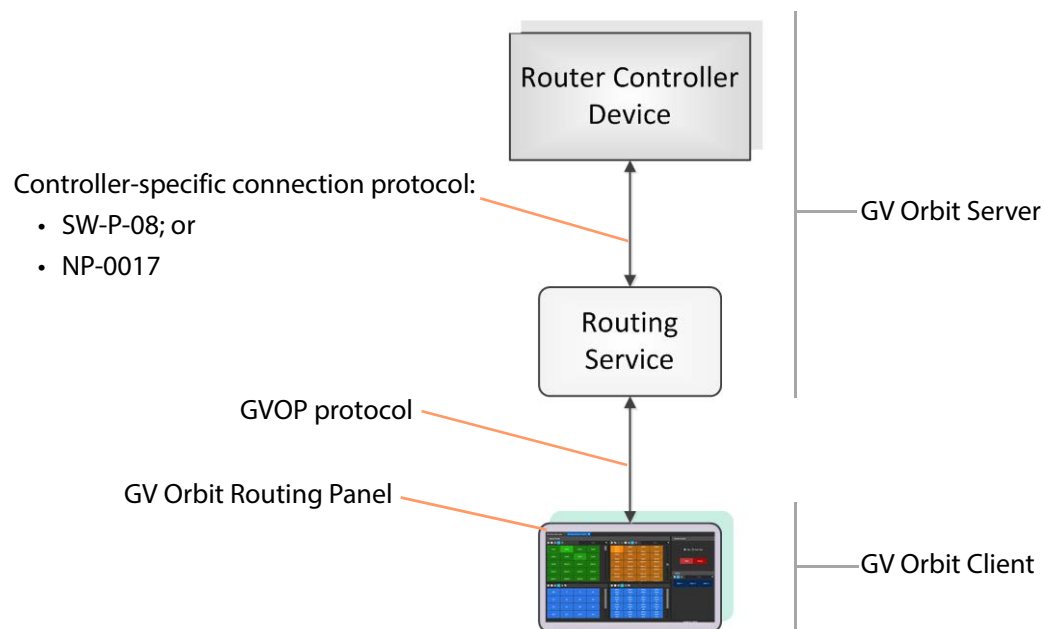 Router Controller
Device
Controller-specific connection protocol:
• SW-P-08; or
• NP-0017
GV Orbit Server
Routing
Service
GVOP protocol
GV Orbit Routing Panel
GV Orbit Client